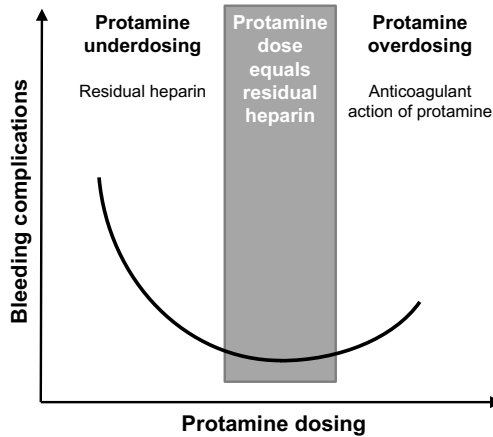 Protamine
underdosing
Residual heparin
Protamine
dose
equals
residual
heparin
Protamine
overdosing
Anticoagulant
action of protamine
Bleeding complications
Protamine dosing